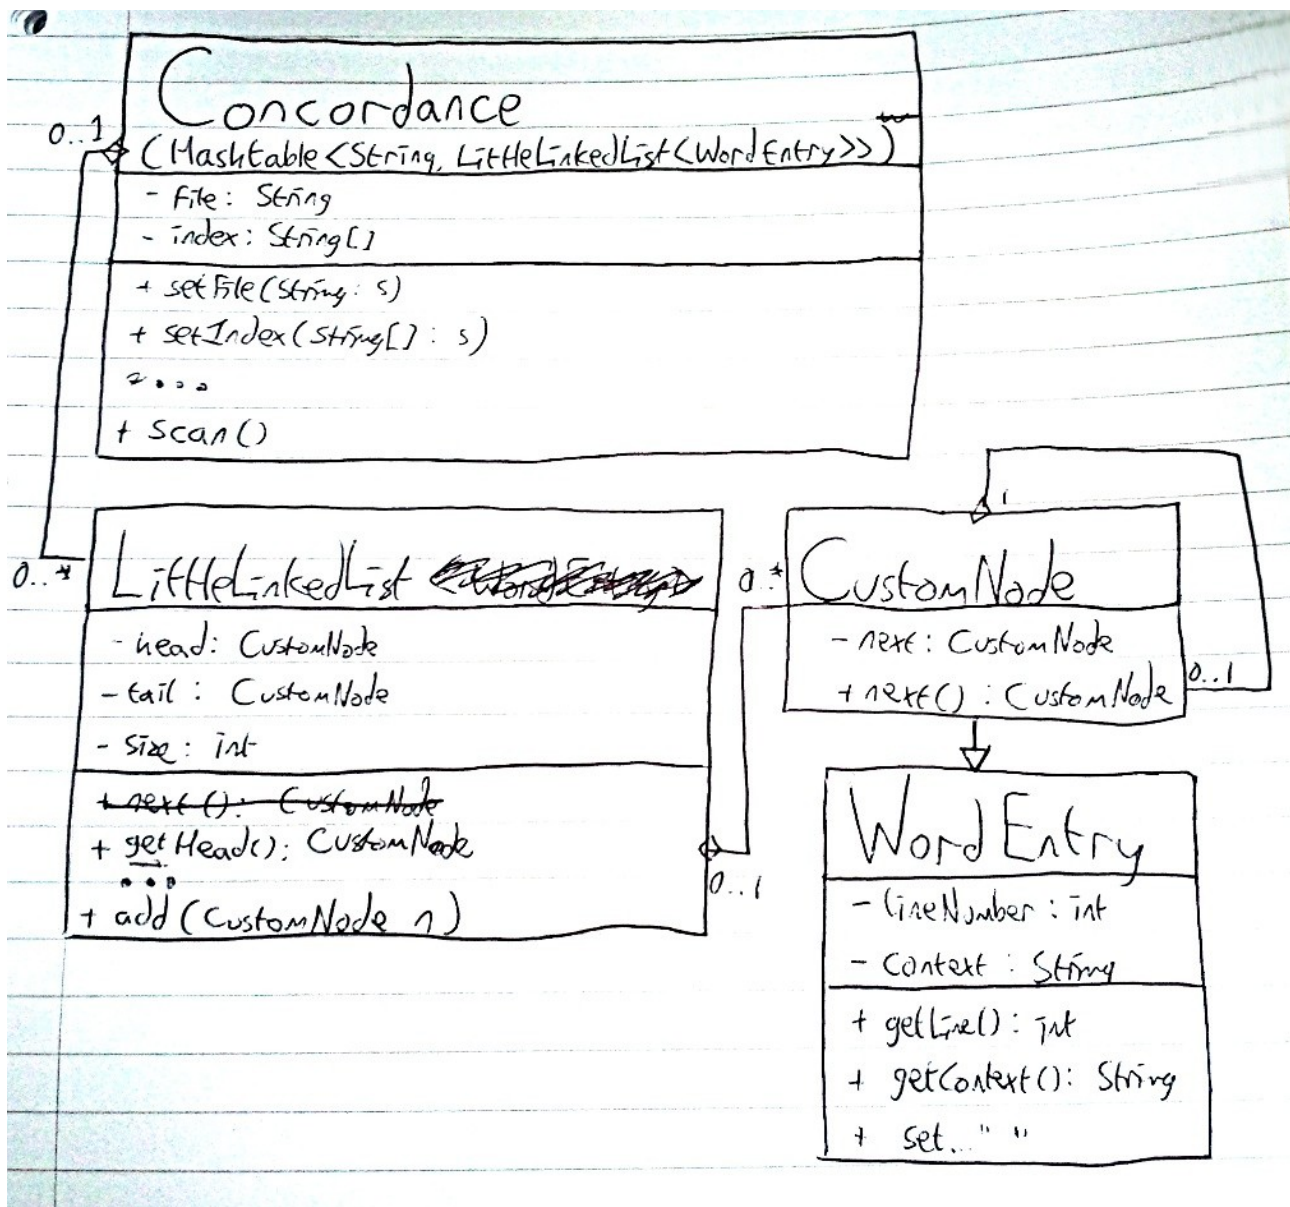 Concordance
0..1
(Hashtable<String, LittleLinkedList<WordEntry>>)
- file: String
- index: String[]
+ setFile(String: s)
+ setIndex(String[] : s)
....
+ scan()
0..*
LittleLinkedList
- head: CustomNode
- tail : CustomNode
- size: int
+ next(): CustomNode
+ getHead(): CustomNode
...
+ add(CustomNode n)
0..1
0..*
1
CustomNode
- next: CustomNode
+ next() : CustomNode
0..1
WordEntry
- lineNumber : int
- context : String
+ getLine() : int
+ getContext(): String
+ set... " "